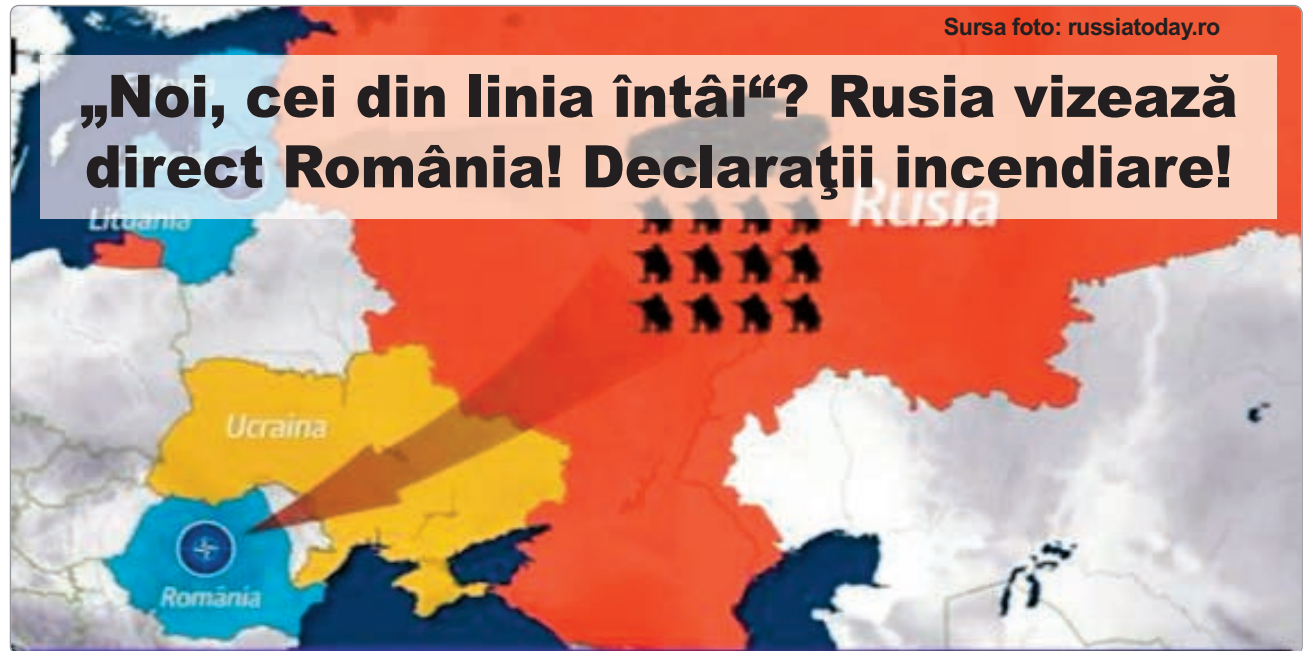 Sursa foto: russiatoday.ro
„Noi, cei din linia întâi“? Rusia vizează
direct România! Declaraţii incendiare!
Lituania
Rusia
Ucraina
România